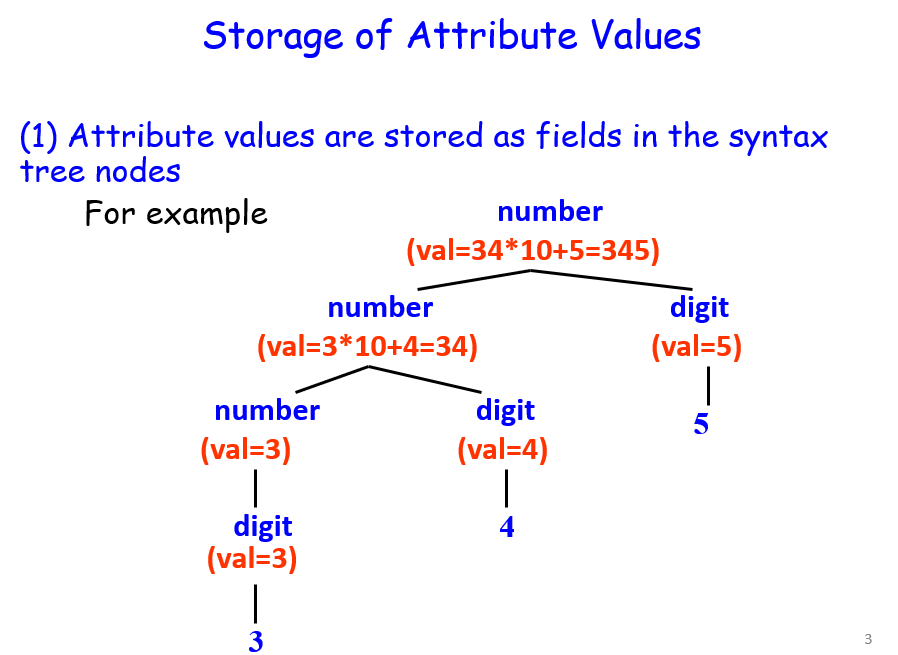 Storage of Attribute Values
(1) Attribute values are stored as fields in the syntax
tree nodes
For example
number
(val=34*10+5=345)
number
digit
(val=3*10+4=34)
(val=5)
number
digit
5
(val=3)
(val=4)
digit
4
(val=3)
3
3